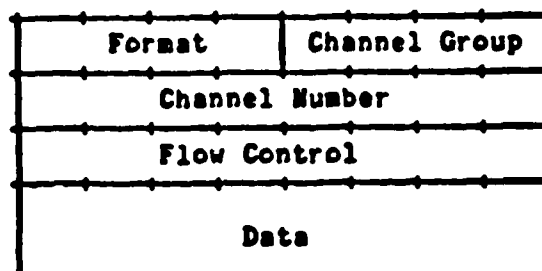 Format Channel Group
Channel Number
Flow Control
Data